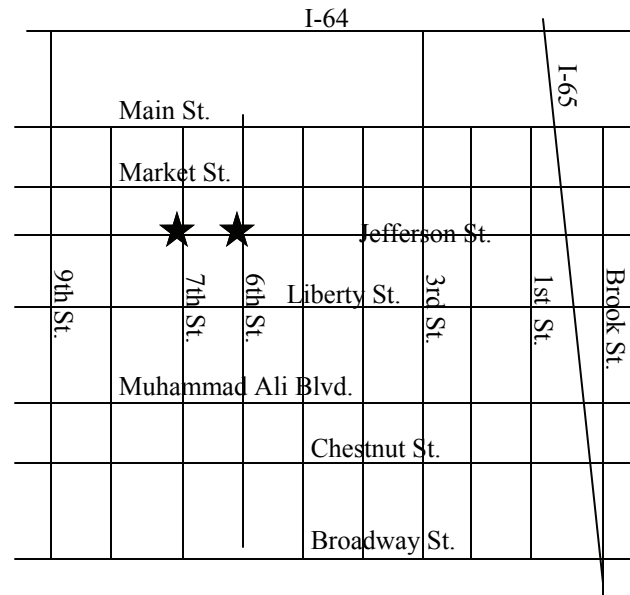 I-64
I-65
Main St.
Market St.
Jefferson St.
9th St.
7th St.
6th St.
Liberty St.
3rd St.
1st St.
Brook St.
Muhammad Ali Blvd.
Chestnut St.
Broadway St.